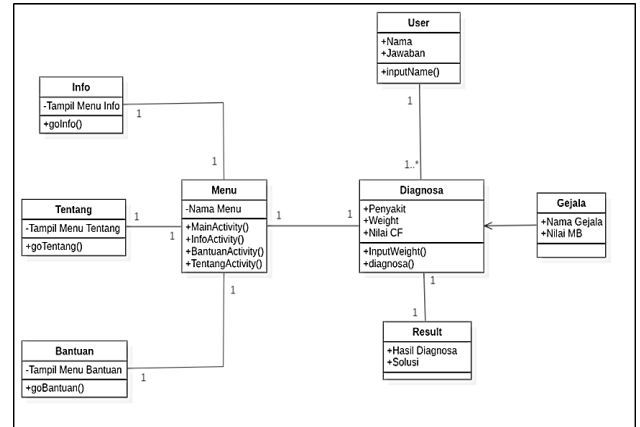 User
+Nama
+Jawaban
+inputName()
1
1..*
Info
-Tampil Menu Info
+goInfo()
1
1
Tentang
-Tampil Menu Tentang
+goTentang()
1
1
Menu
-Nama Menu
+MainActivity()
+InfoActivity()
+BantuanActivity()
+TentangActivity()
1
1
1
Diagnosa
+Penyakit
+Weight
+Nilai CF
+InputWeight()
+diagnosa()
1
1
Gejala
+Nama Gejala
+Nilai MB
Result
+Hasil Diagnosa
+Solusi
Bantuan
-Tampil Menu Bantuan
+goBantuan()
1